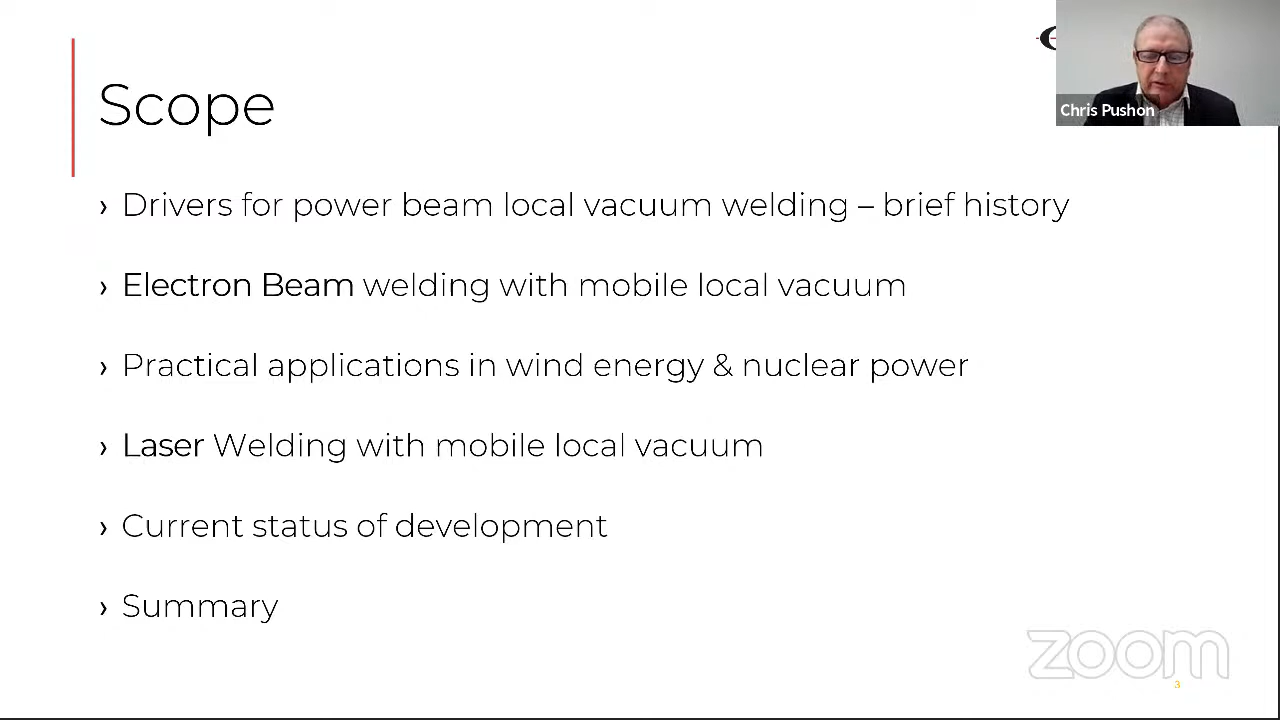 Scope
Chris Pushon
› Drivers for power beam local vacuum welding – brief history
› Electron Beam welding with mobile local vacuum
› Practical applications in wind energy & nuclear power
› Laser Welding with mobile local vacuum
› Current status of development
› Summary
zoom
3